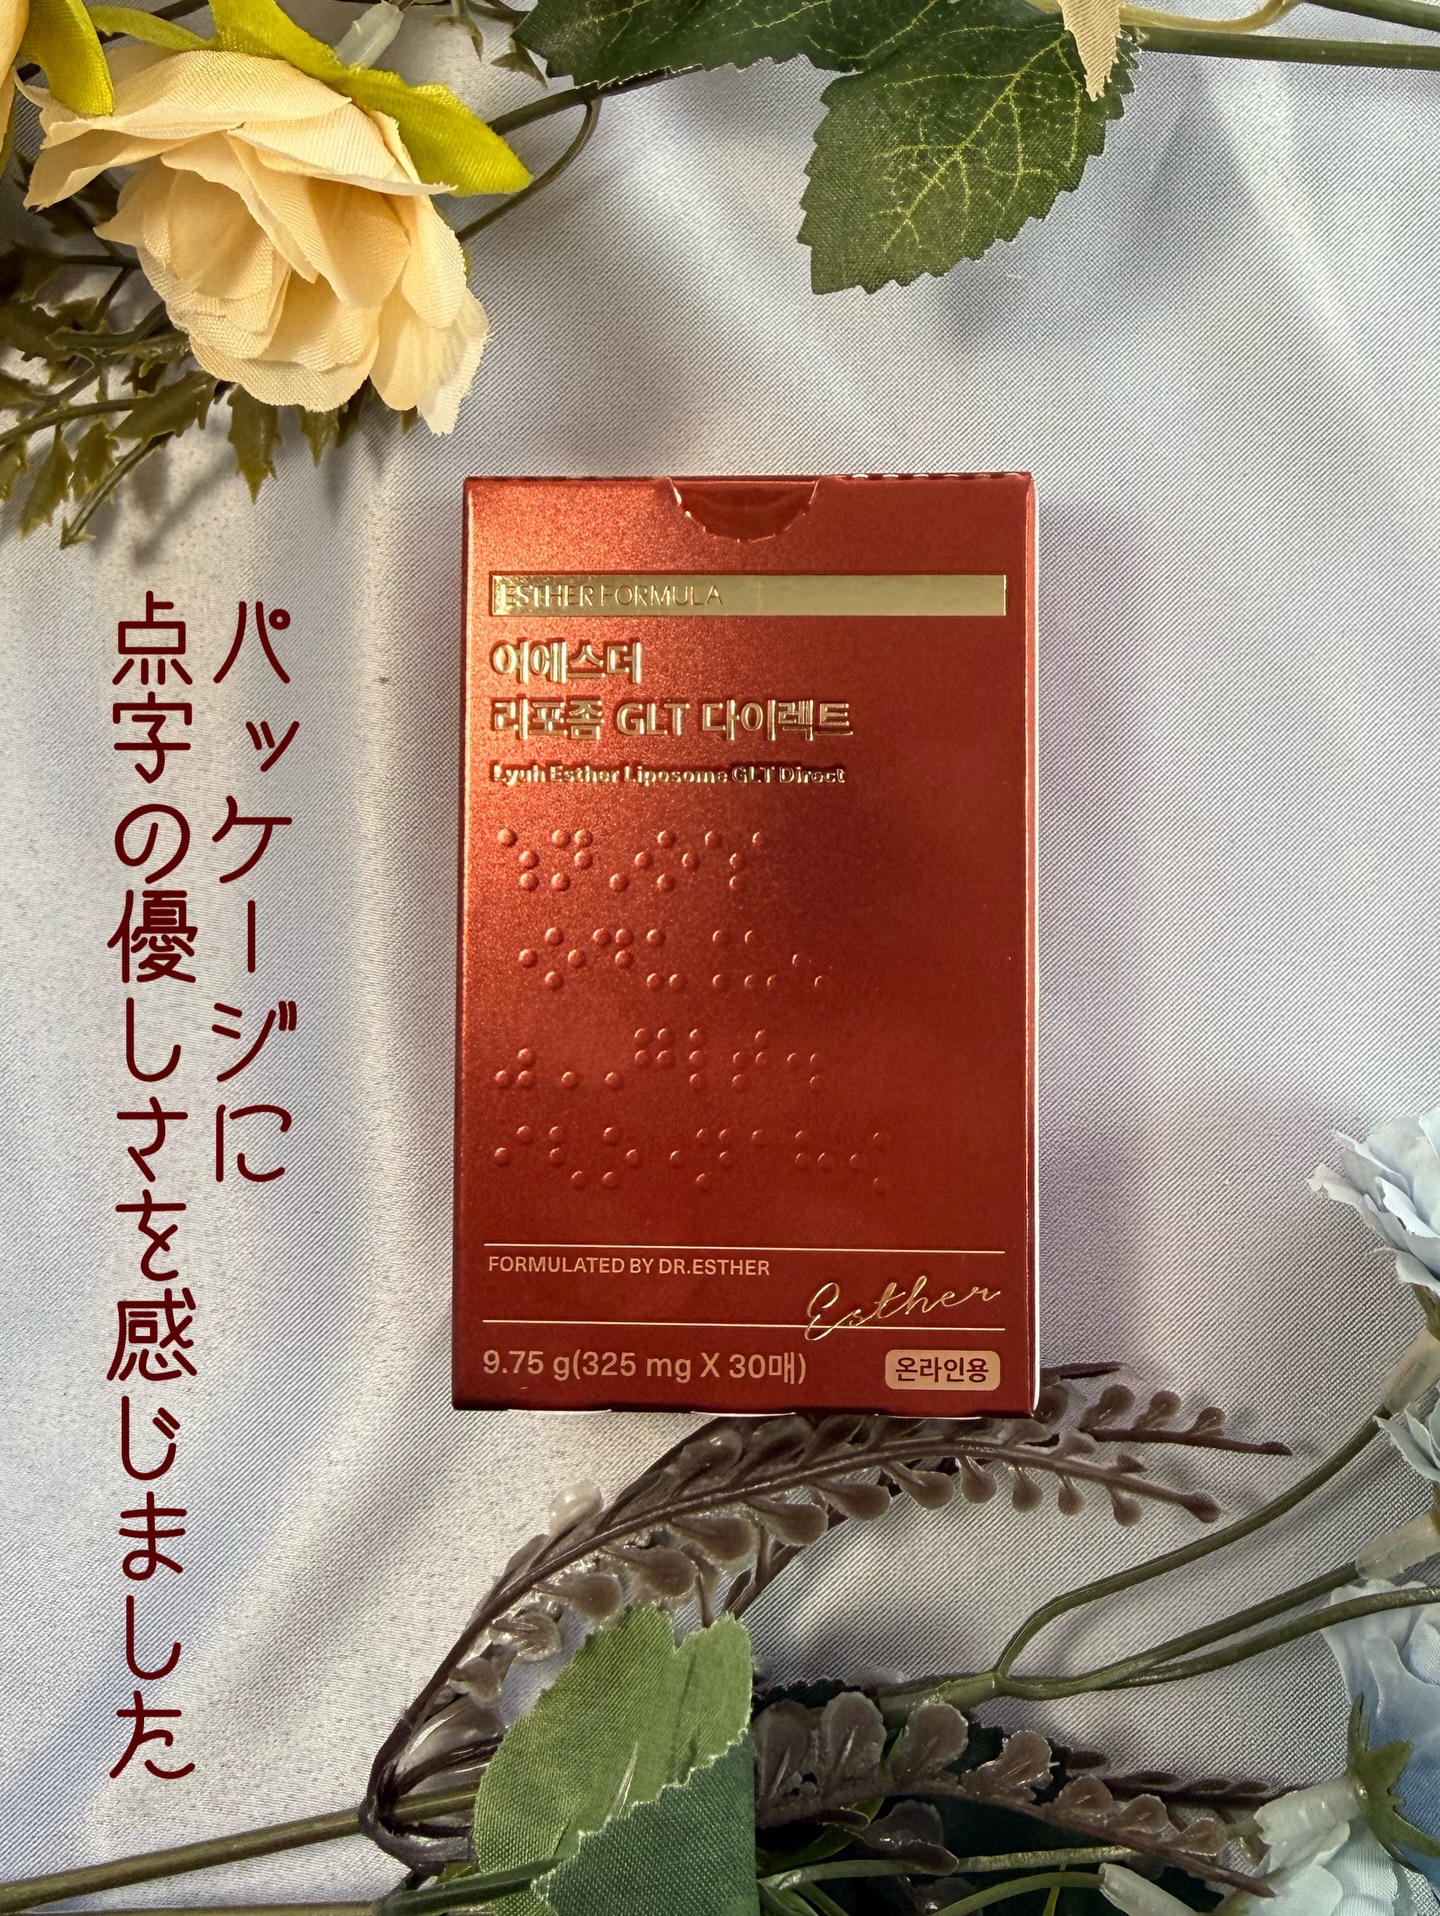 パッケージに
点字の優しさを感じました
ESTHER FORMULA
여에스더
리포좀 GLT 다이렉트
Lyuh Esther Liposome GLT Direct
FORMULATED BY DR.ESTHER
Esther
9.75 g(325 mg X 30매)
온라인용